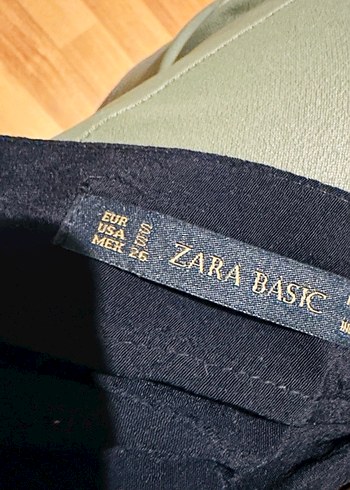 EUR S
USA S
MEX 26
ZARA BASIC